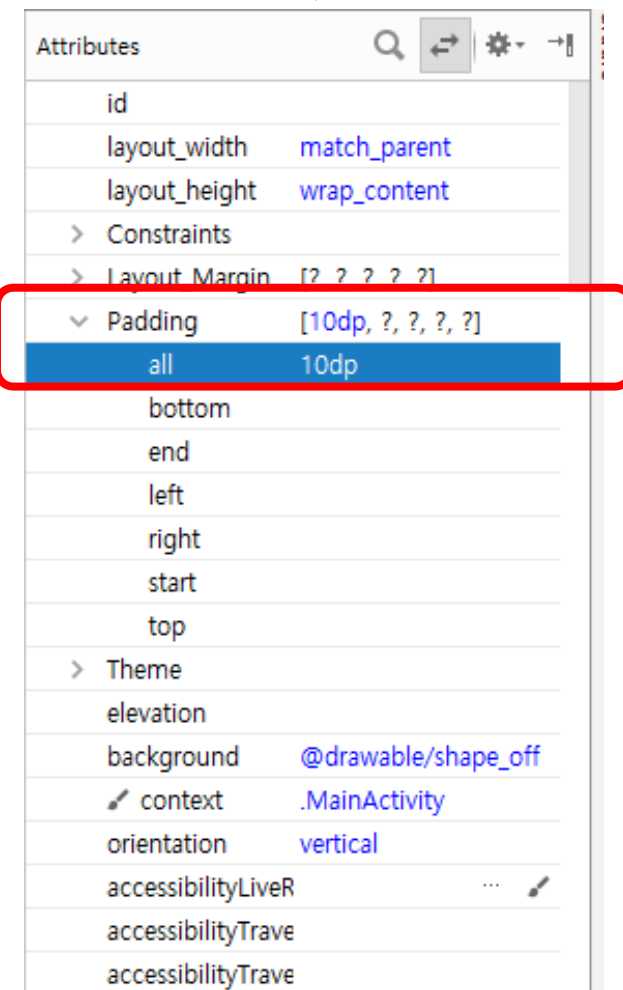 Attributes
id
layout_width match_parent
layout_height wrap_content
Constraints
Layout_Margin [?, ?, ?, ?, ?]
Padding [10dp, ?, ?, ?, ?]
all 10dp
bottom
end
left
right
start
top
Theme
elevation
background @drawable/shape_off
context .MainActivity
orientation vertical
accessibilityLiveR ...
accessibilityTrave
accessibilityTrave